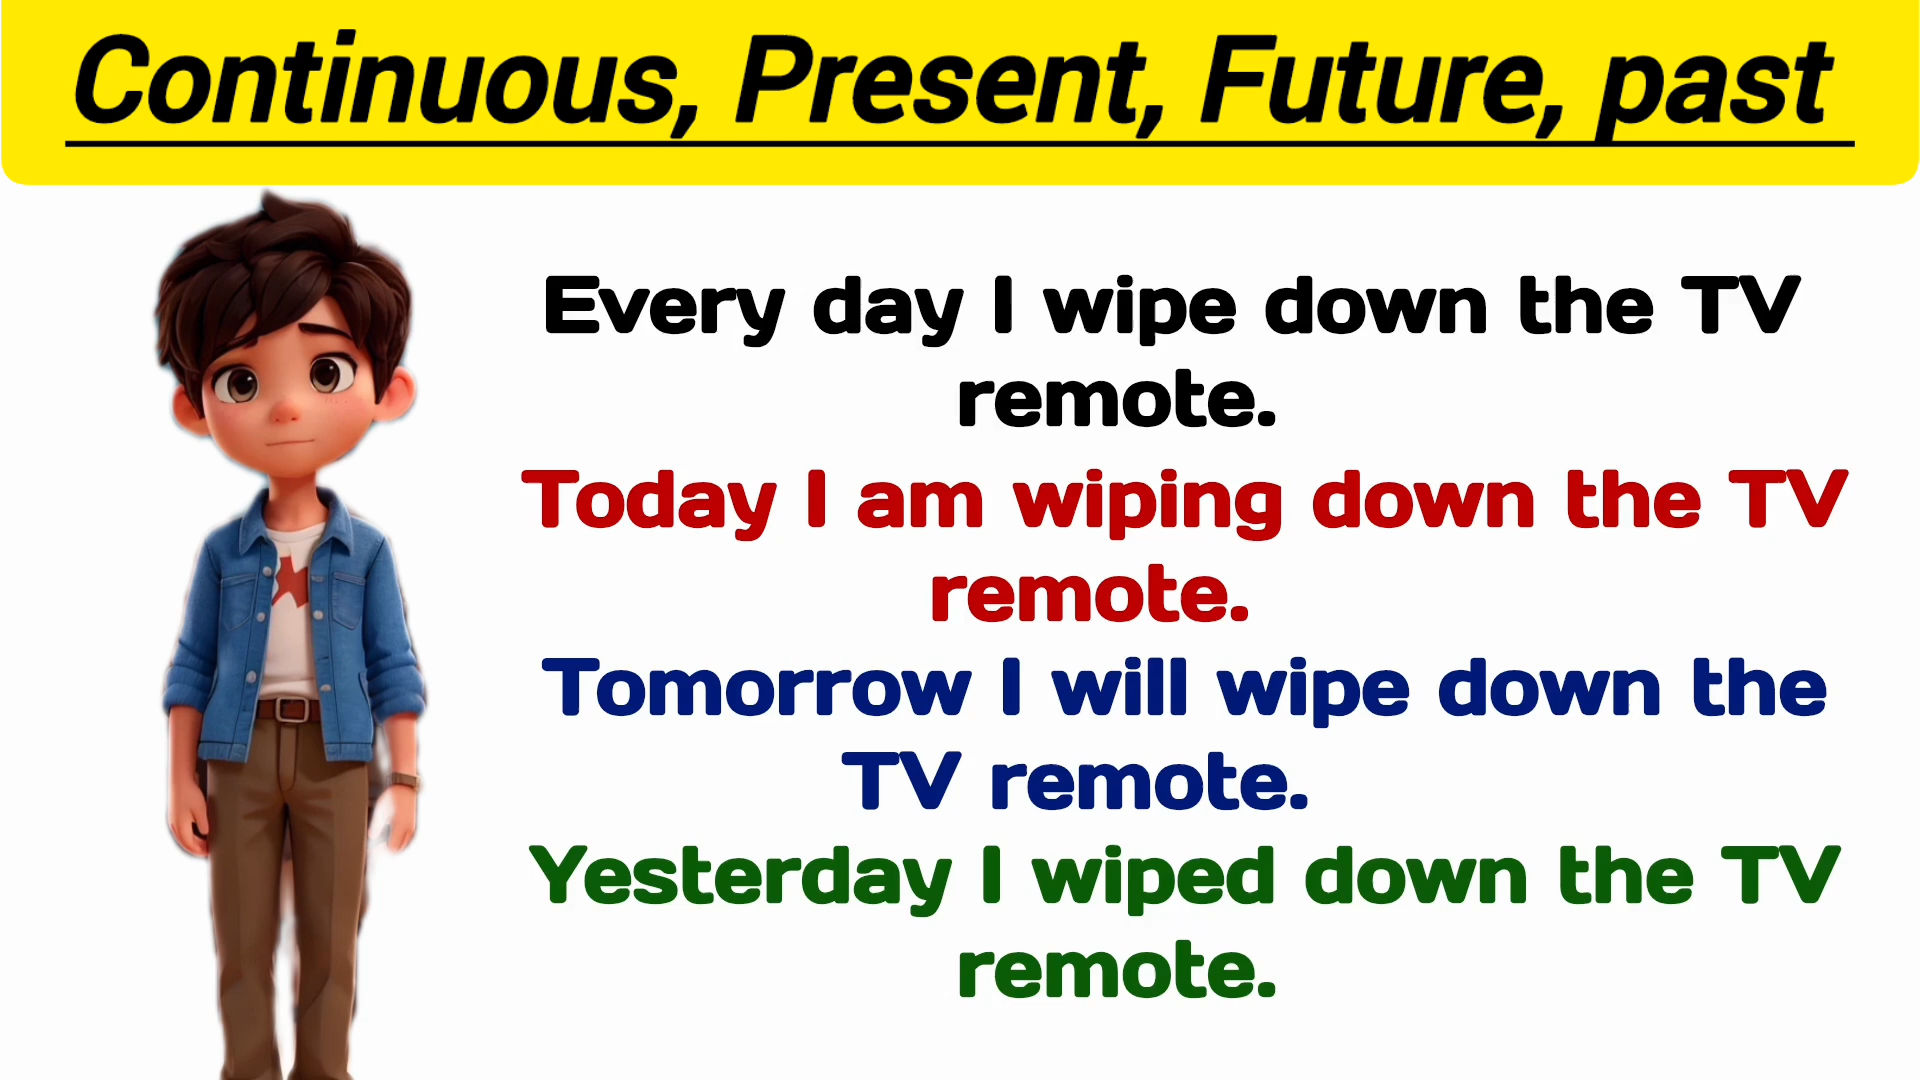 Continuous, Present, Future, past
Every day I wipe down the TV
remote.
Today I am wiping down the TV
remote.
Tomorrow I will wipe down the
TV remote.
Yesterday I wiped down the TV
remote.